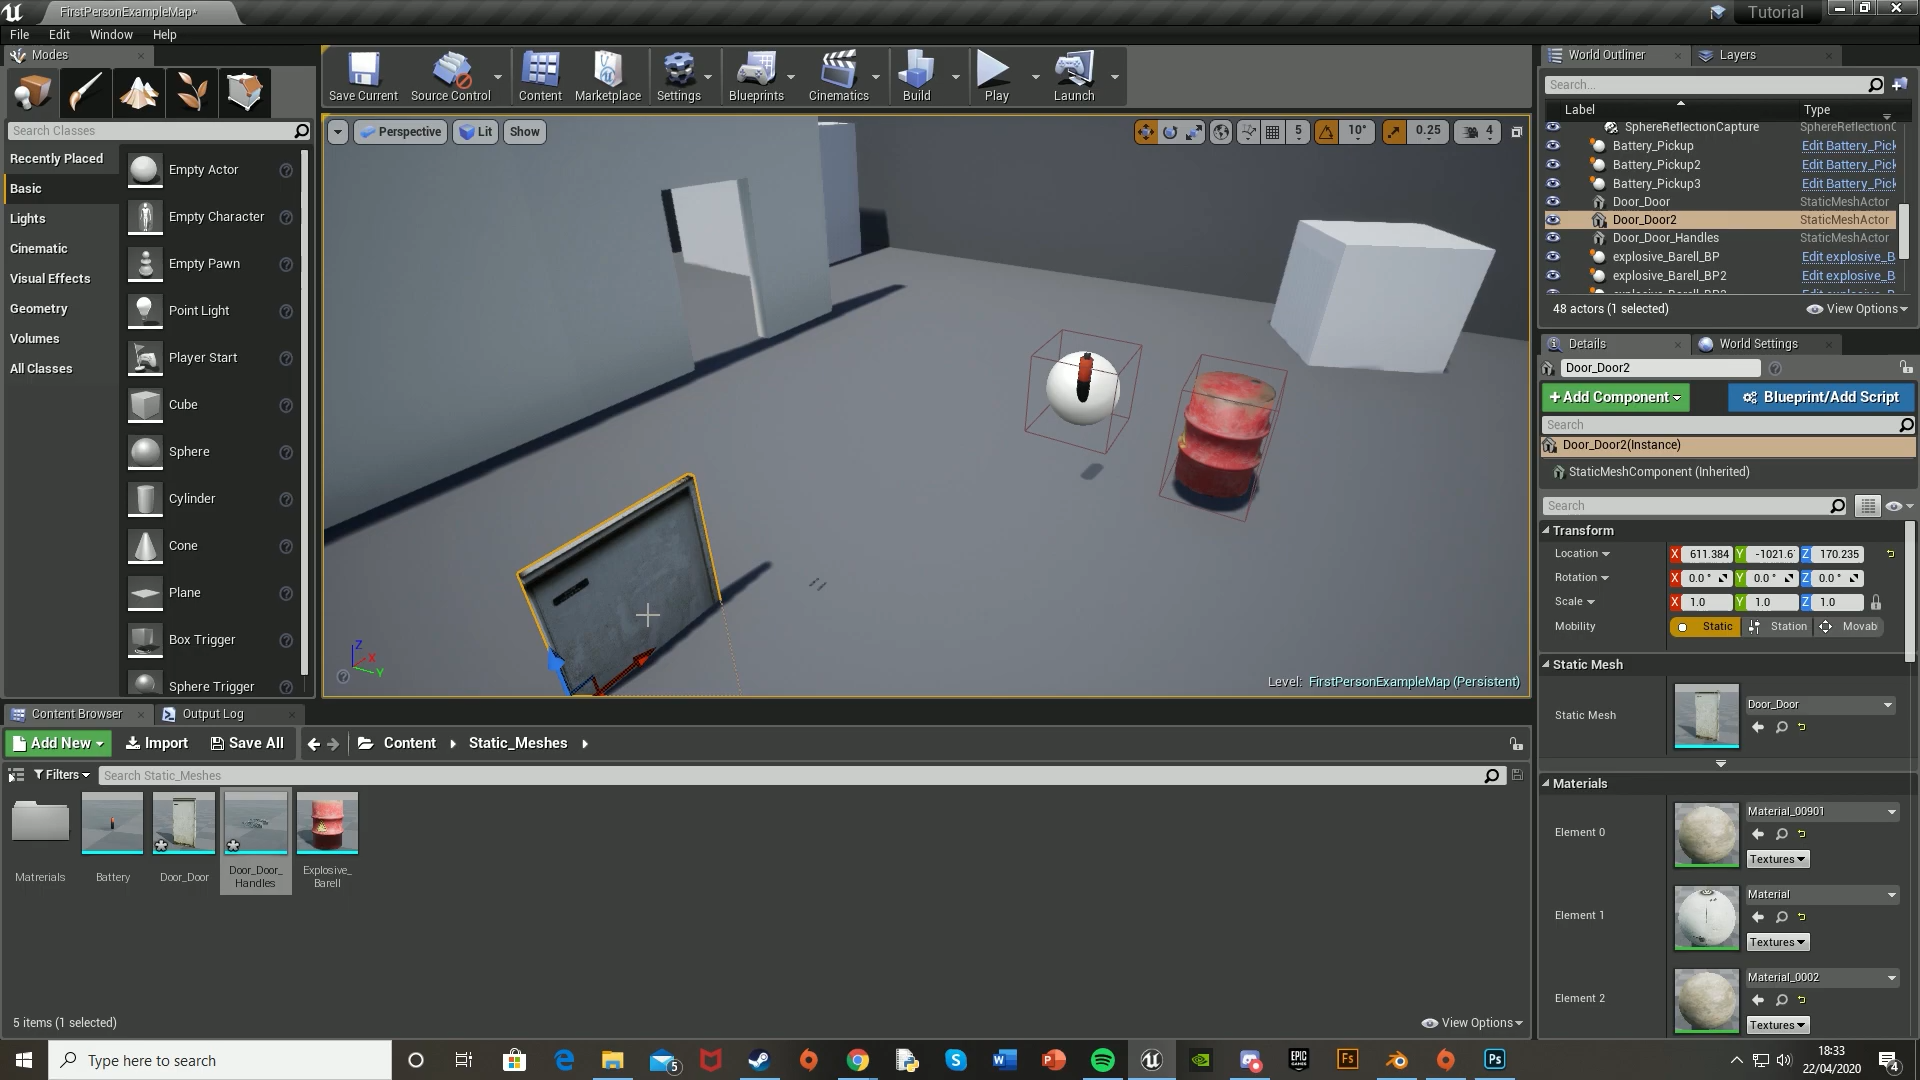 FirstPersonExampleMap*
Tutorial
File Edit Window Help
Modes
Search Classes
Recently Placed
Basic
Lights
Cinematic
Visual Effects
Geometry
Volumes
All Classes
Empty Actor
Empty Character
Empty Pawn
Point Light
Player Start
Cube
Sphere
Cylinder
Cone
Plane
Box Trigger
Sphere Trigger
Save Current Source Control Content Marketplace Settings Blueprints Cinematics Build Play Launch
Perspective Lit Show
5 10° 0.25 4
Level: FirstPersonExampleMap (Persistent)
World Outliner Layers
Search...
Label Type
SphereReflectionCapture SphereReflectionC
Battery_Pickup Edit Battery_Pick
Battery_Pickup2 Edit Battery_Pick
Battery_Pickup3 Edit Battery_Pick
Door_Door StaticMeshActor
Door_Door2 StaticMeshActor
Door_Door_Handles StaticMeshActor
explosive_Barell_BP Edit explosive_B
explosive_Barell_BP2 Edit explosive_B
48 actors (1 selected) View Options
Details World Settings
Door_Door2
+Add Component Blueprint/Add Script
Search
Door_Door2(Instance)
StaticMeshComponent (Inherited)
Search
Transform
Location X 611.384 Y -1021.6 Z 170.235
Rotation X 0.0 ° Y 0.0 ° Z 0.0 °
Scale X 1.0 Y 1.0 Z 1.0
Mobility Static Station Movab
Static Mesh
Static Mesh Door_Door
Materials
Element 0 Material_00901
Textures
Element 1 Material
Textures
Element 2 Material_0002
Textures
Content Browser Output Log
Add New Import Save All Content Static_Meshes
Filters Search Static_Meshes
Matrerials
Battery
Door_Door
Door_Door_
Handles
Explosive_
Barell
5 items (1 selected) View Options
Type here to search
18:33
22/04/2020